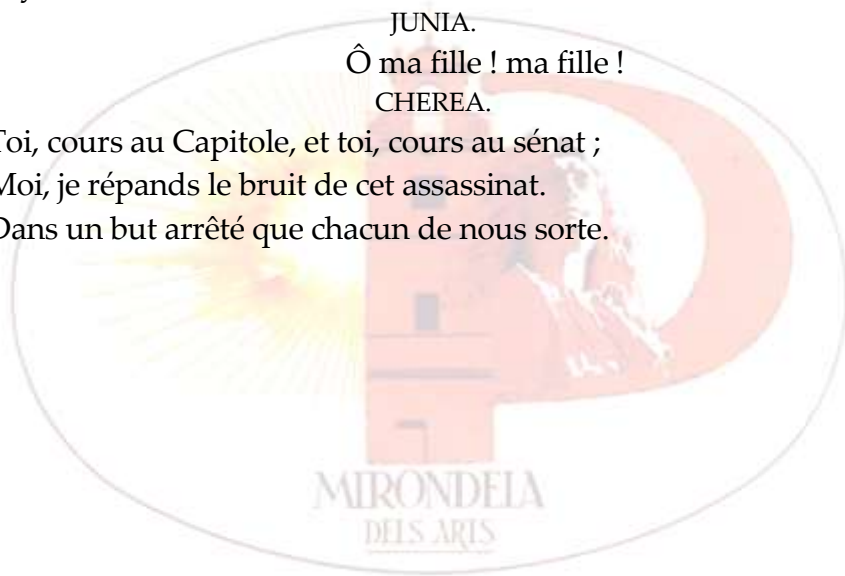 JUNIA.
Ô ma fille ! ma fille !
CHEREA.
Toi, cours au Capitole, et toi, cours au sénat ;
Moi, je répands le bruit de cet assassinat.
Dans un but arrêté que chacun de nous sorte.
MIRONDELA
DELS ARTS